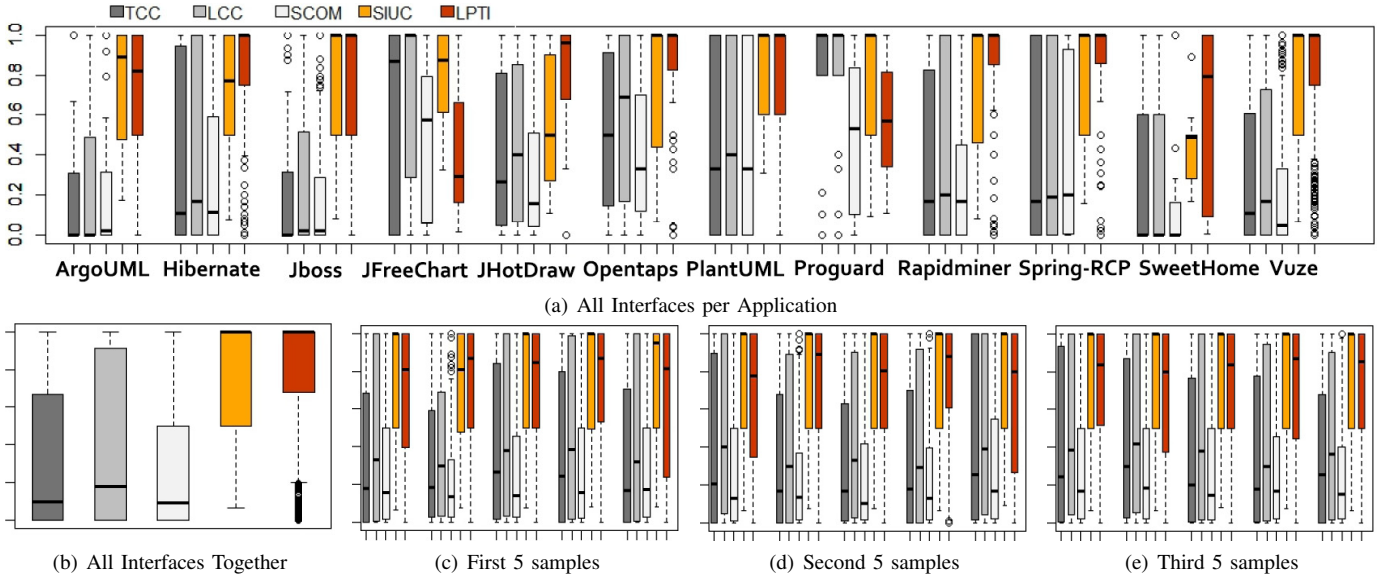 TCC LCC SCOM SIUC LPTI
1.0
0.8
0.6
0.4
0.2
0.0
ArgoUML Hibernate Jboss JFreeChart JHotDraw Opentaps PlantUML Proguard Rapidminer Spring-RCP SweetHome Vuze
(a) All Interfaces per Application
(b) All Interfaces Together (c) First 5 samples (d) Second 5 samples (e) Third 5 samples